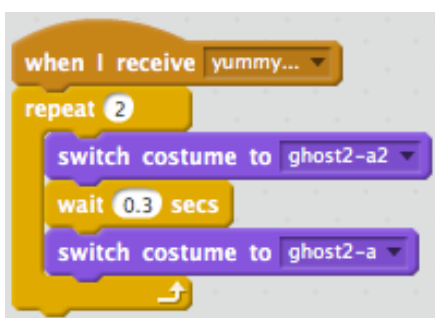 when I receive yummy...
repeat 2
switch costume to ghost2-a2
wait 0.3 secs
switch costume to ghost2-a